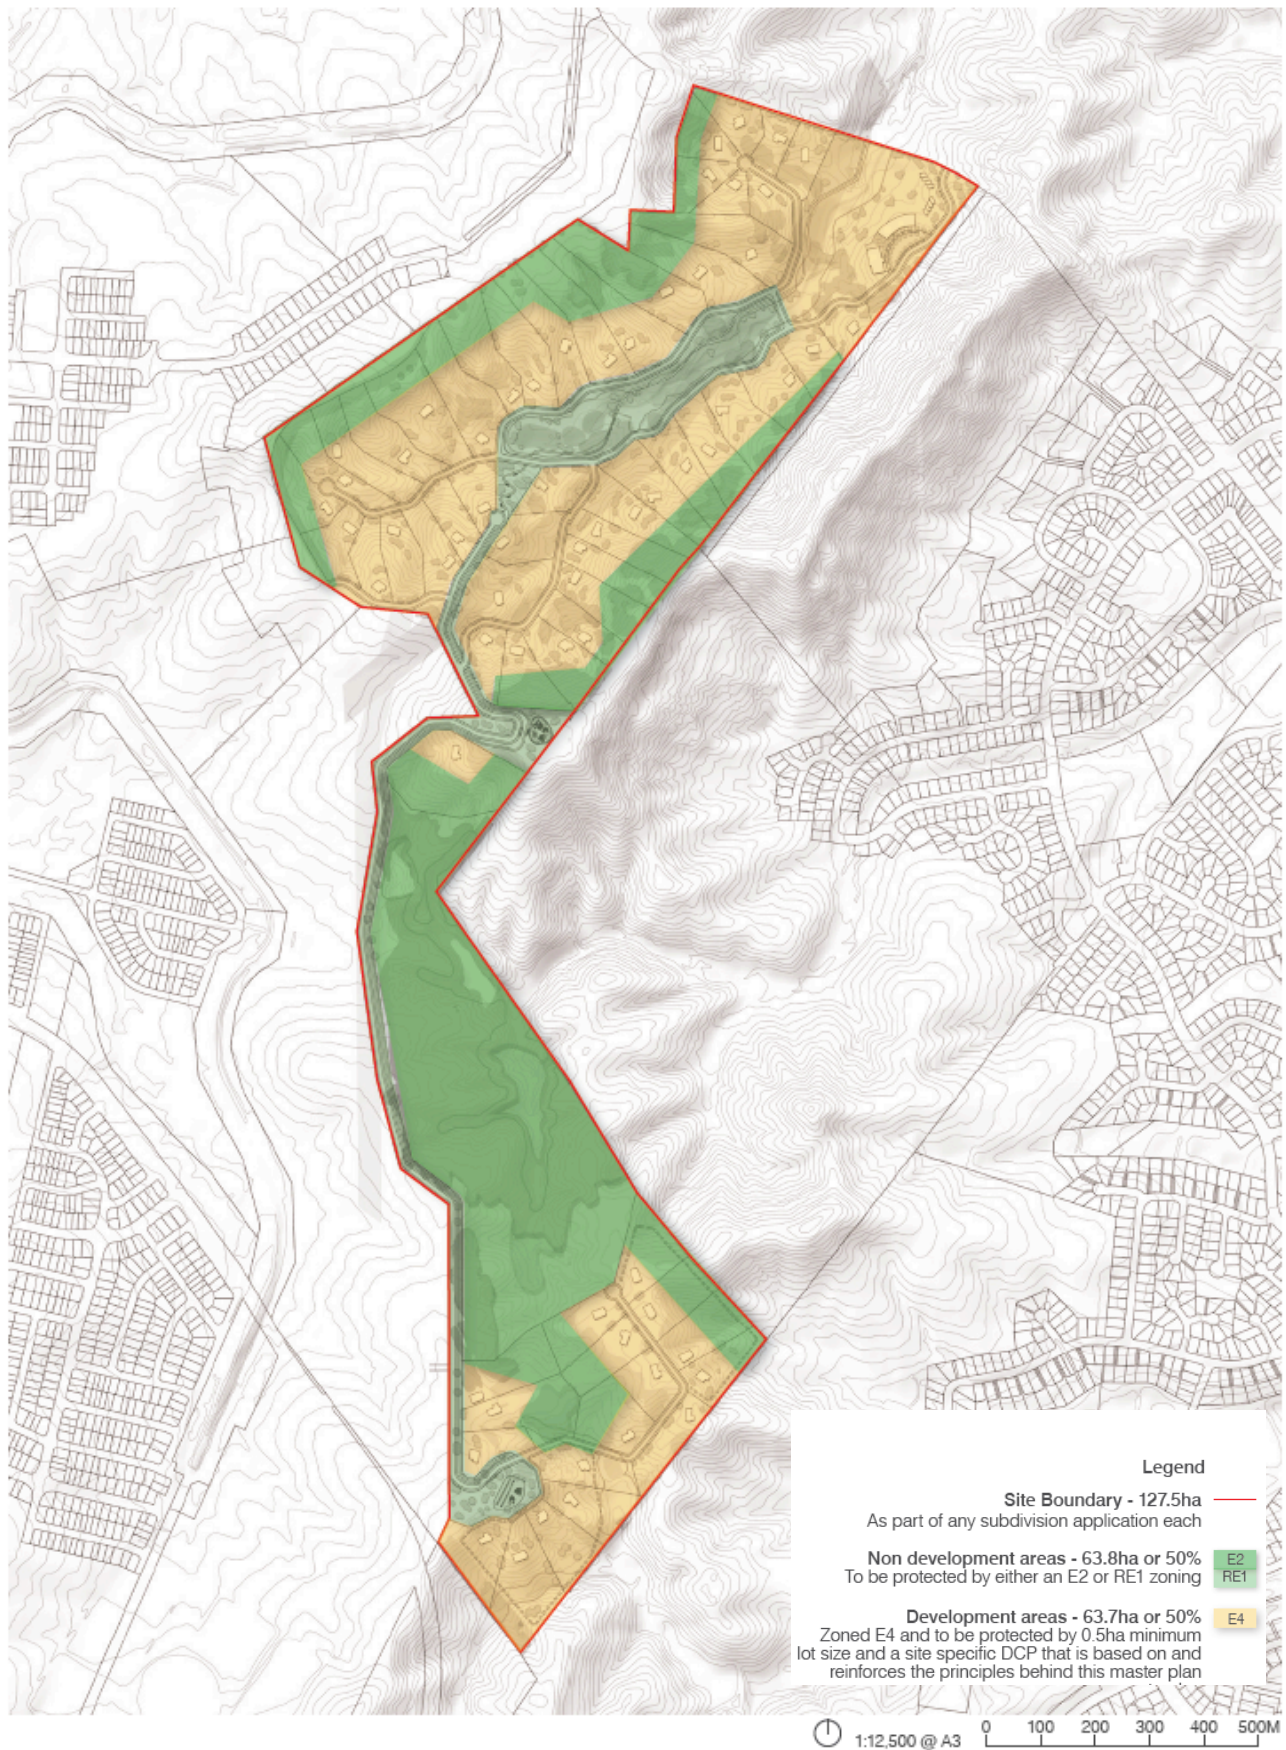 Legend
Site Boundary - 127.5ha
As part of any subdivision application each
Non development areas - 63.8ha or 50%
E2
To be protected by either an E2 or RE1 zoning
RE1
Development areas - 63.7ha or 50%
E4
Zoned E4 and to be protected by 0.5ha minimum
lot size and a site specific DCP that is based on and
reinforces the principles behind this master plan
1:12,500 @ A3
0 100 200 300 400 500M